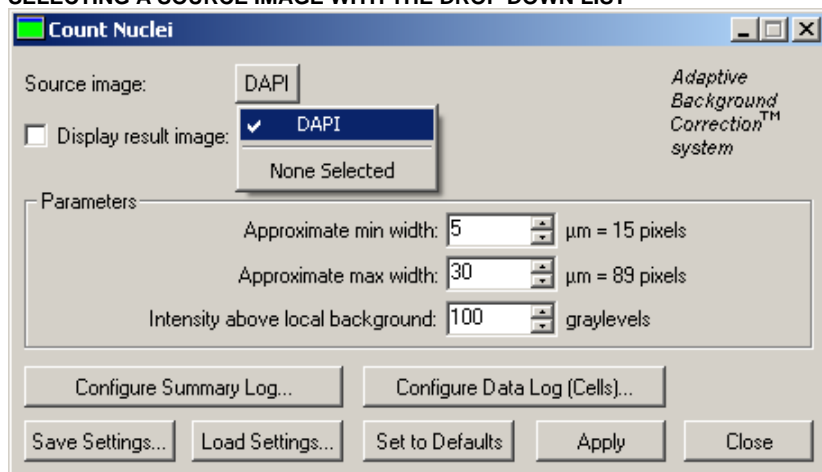 SELECTING A SOURCE IMAGE WITH THE DROP-DOWN LIST
Count Nuclei
Source image: DAPI
Adaptive
Background
Correction™
system
Display result image:
✓ DAPI
None Selected
Parameters
Approximate min width: 5 µm = 15 pixels
Approximate max width: 30 µm = 89 pixels
Intensity above local background: 100 graylevels
Configure Summary Log... Configure Data Log (Cells)...
Save Settings... Load Settings... Set to Defaults Apply Close